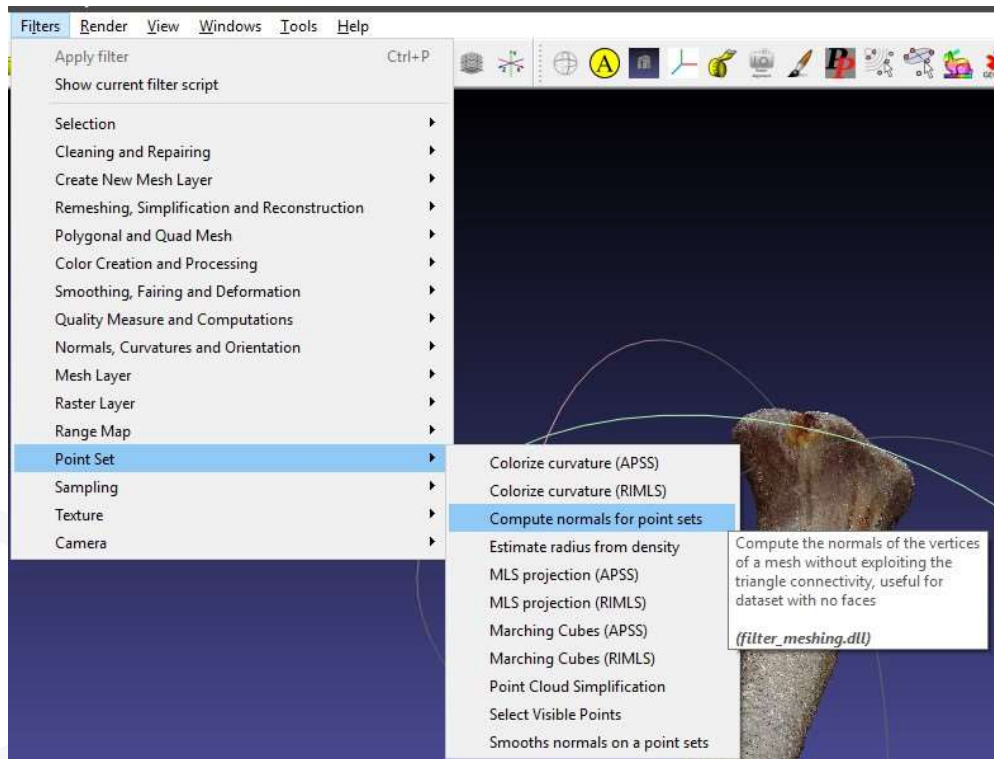 Filters Render View Windows Tools Help
Apply filter Ctrl+P
Show current filter script
Selection
Cleaning and Repairing
Create New Mesh Layer
Remeshing, Simplification and Reconstruction
Polygonal and Quad Mesh
Color Creation and Processing
Smoothing, Fairing and Deformation
Quality Measure and Computations
Normals, Curvatures and Orientation
Mesh Layer
Raster Layer
Range Map
Point Set
Sampling
Texture
Camera
Colorize curvature (APSS)
Colorize curvature (RIMLS)
Compute normals for point sets
Estimate radius from density
MLS projection (APSS)
MLS projection (RIMLS)
Marching Cubes (APSS)
Marching Cubes (RIMLS)
Point Cloud Simplification
Select Visible Points
Smooths normals on a point sets
Compute the normals of the vertices
of a mesh without exploiting the
triangle connectivity, useful for
dataset with no faces
(filter_meshing.dll)
A
PP